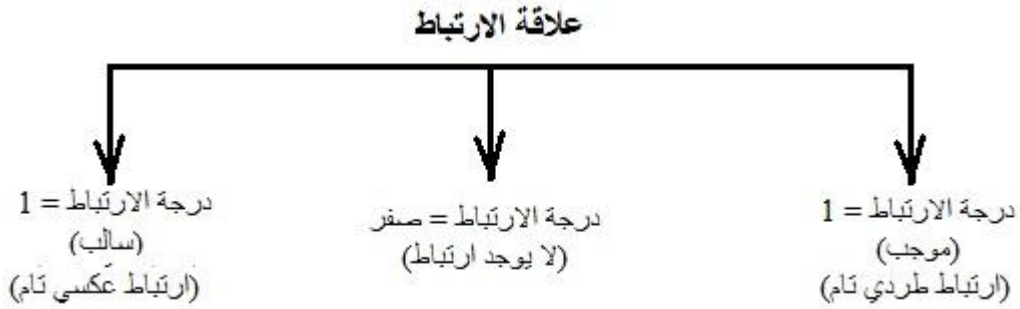 علاقة الارتباط
درجة الارتباط = 1
(موجب)
(ارتباط طردي تام)
درجة الارتباط = صفر
(لا يوجد ارتباط)
درجة الارتباط = 1
(سالب)
(ارتباط عكسي تام)